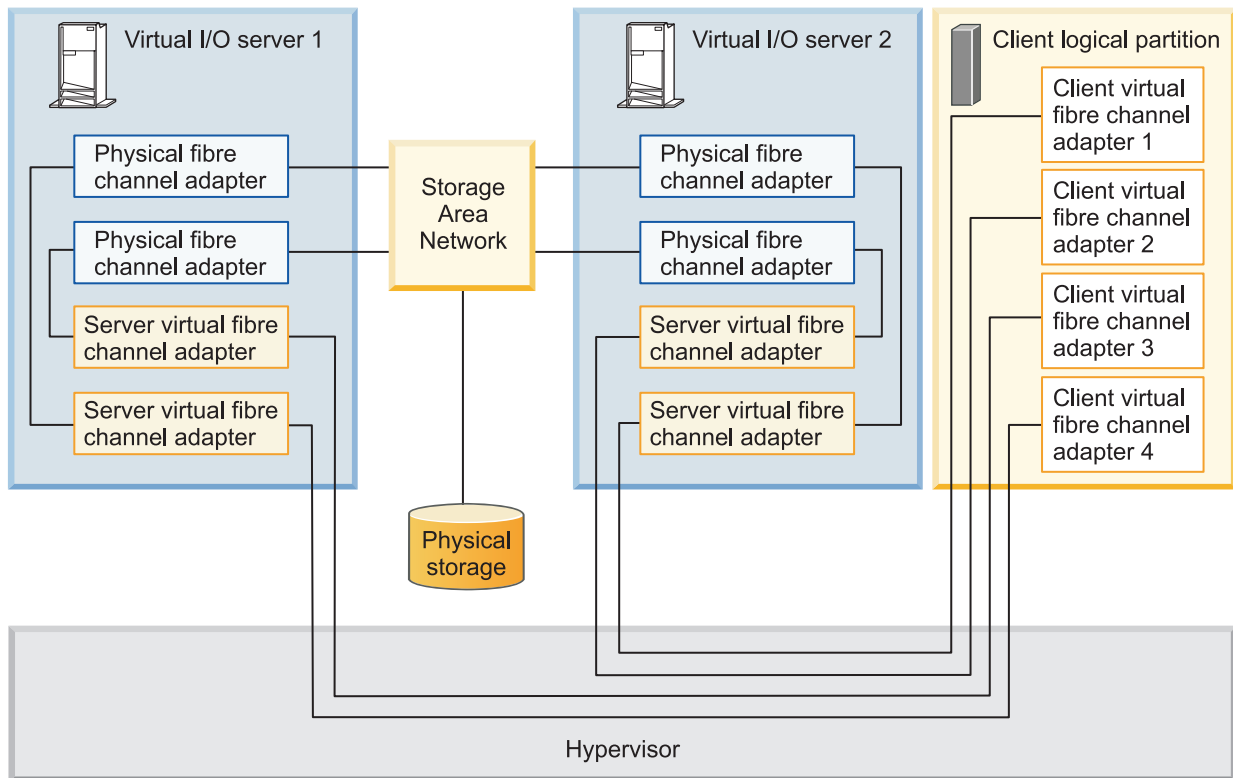 Virtual I/O server 1
Physical fibre
channel adapter
Physical fibre
channel adapter
Server virtual fibre
channel adapter
Server virtual fibre
channel adapter
Storage
Area
Network
Physical
storage
Virtual I/O server 2
Physical fibre
channel adapter
Physical fibre
channel adapter
Server virtual fibre
channel adapter
Server virtual fibre
channel adapter
Client logical partition
Client virtual
fibre channel
adapter 1
Client virtual
fibre channel
adapter 2
Client virtual
fibre channel
adapter 3
Client virtual
fibre channel
adapter 4
Hypervisor